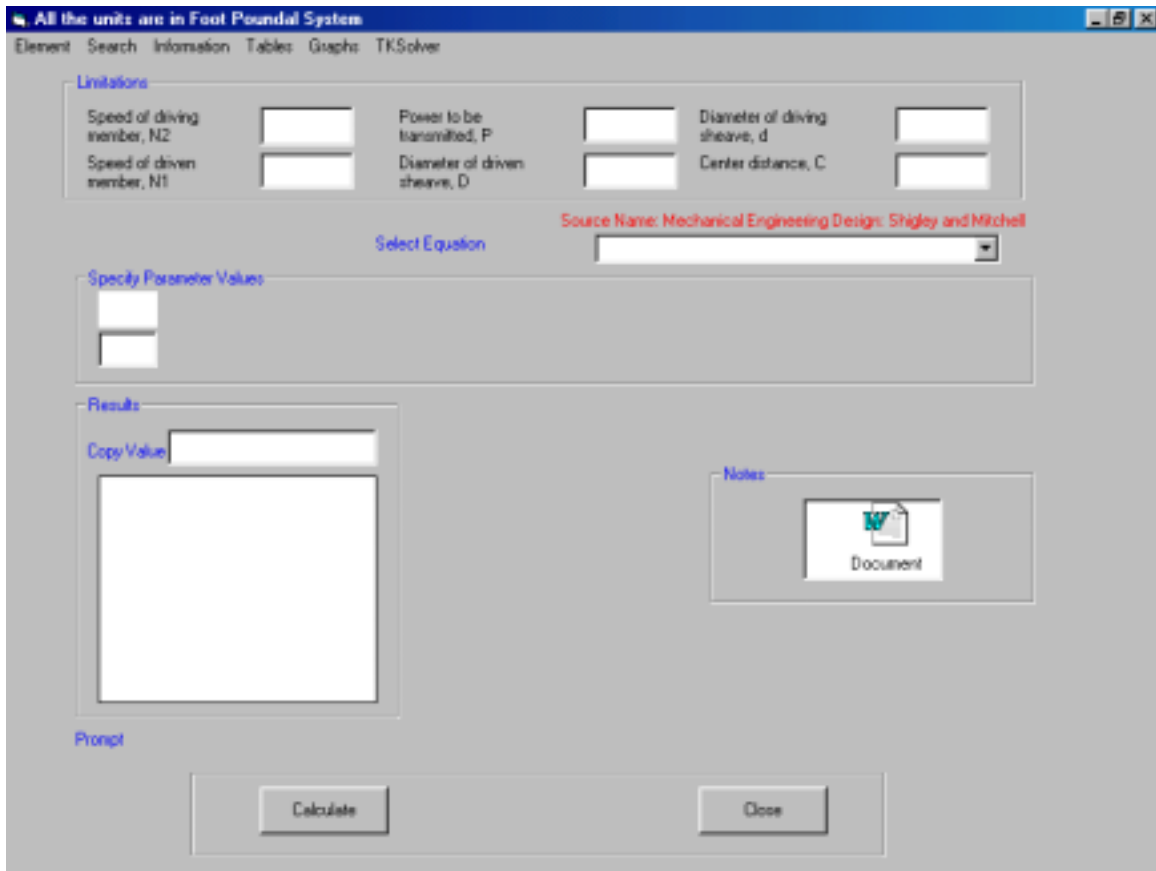 All the units are in Foot Poundal System
Element Search Information Tables Graphs TKSolver
Limitations
Speed of driving member, N2
Power to be transmitted, P
Diameter of driving sheave, d
Speed of driven member, N1
Diameter of driven sheave, D
Center distance, C
Source Name: Mechanical Engineering Design: Shigley and Mitchell
Select Equation
Specify Parameter Values
Results
Copy Value
Notes
W
Document
Prompt
Calculate Close